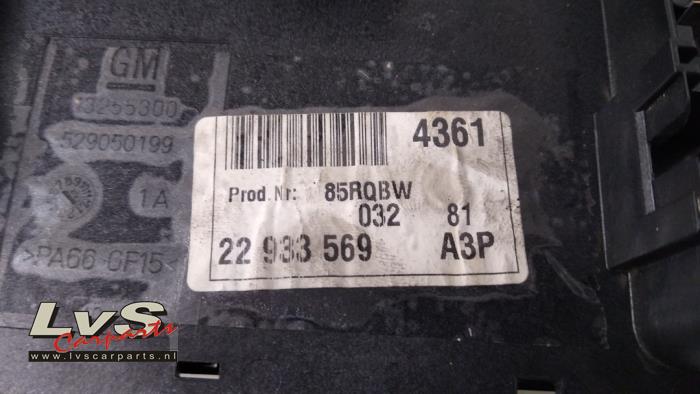 GM
13255300
529050199
1A
>PA66 GF15<
4361
Prod.Nr: 85RQBW
032 81
22 933 569 A3P
LvS
Carparts
www.lvscarparts.nl